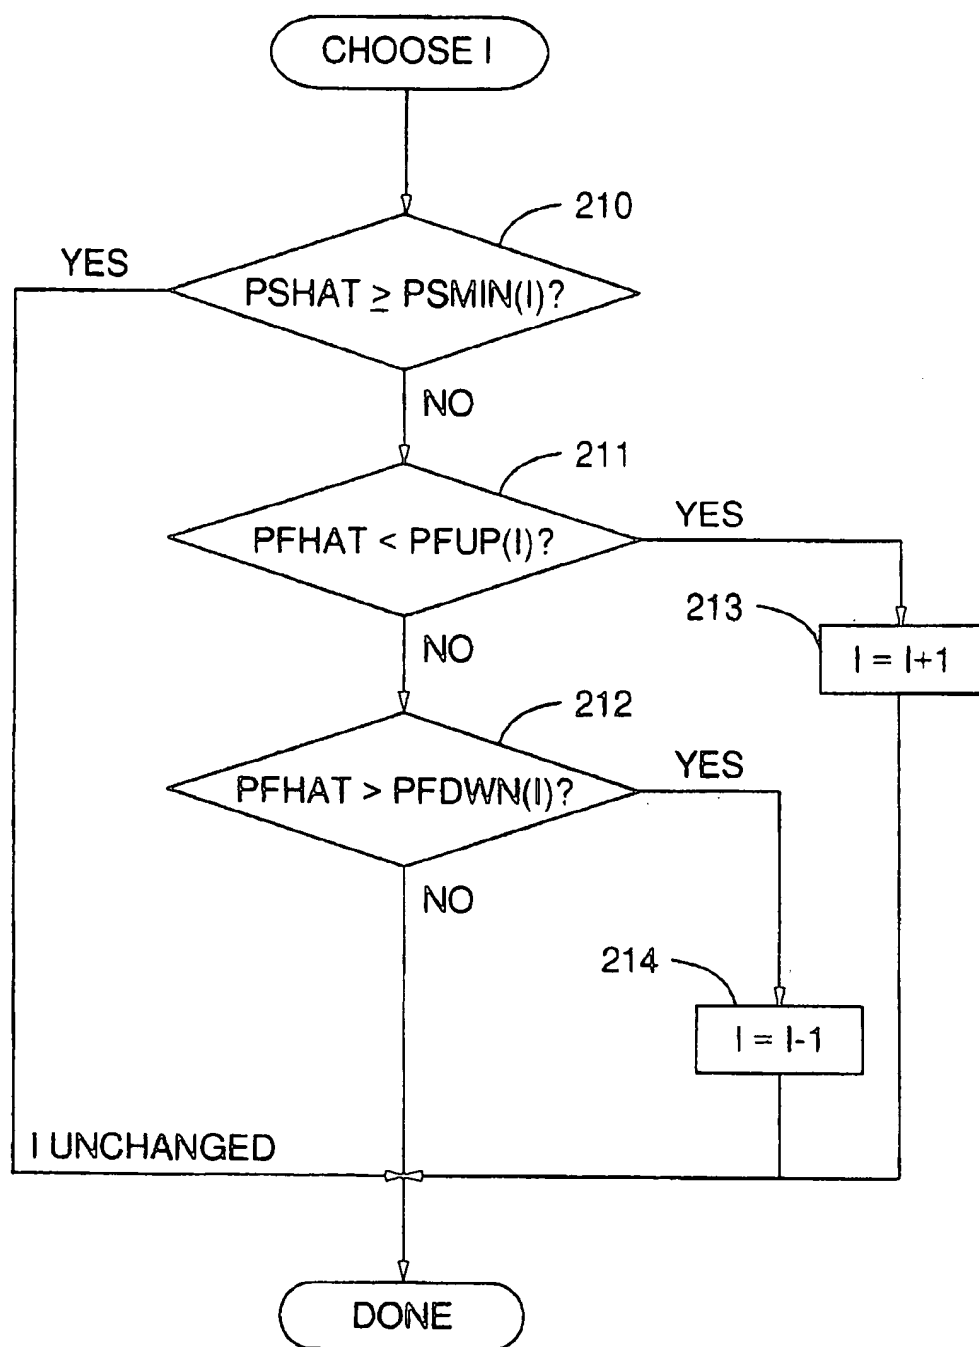 CHOOSE I
210
YES
PSHAT ≥ PSMIN(I)?
NO
211
YES
PFHAT < PFUP(I)?
213
I = I+1
NO
212
YES
PFHAT > PFDWN(I)?
NO
214
I = I-1
I UNCHANGED
DONE